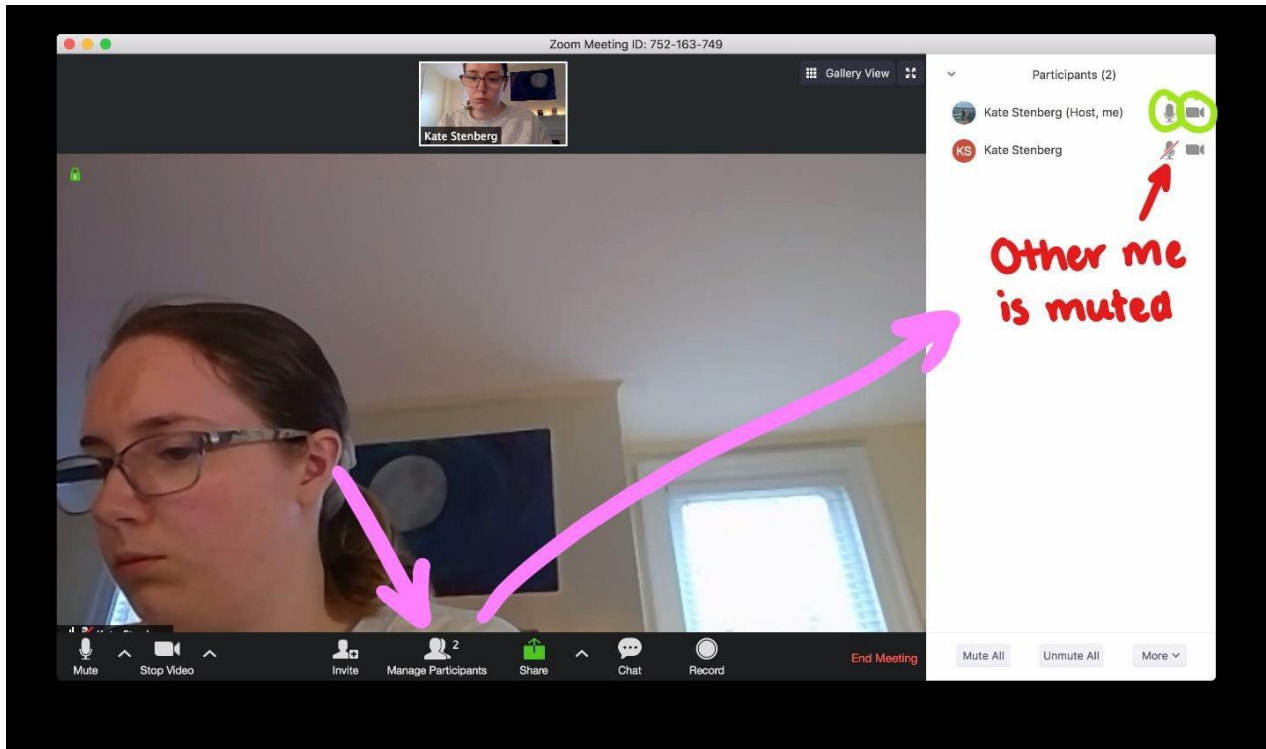 Zoom Meeting ID: 752-163-749
Gallery View
Kate Stenberg
Participants (2)
Kate Stenberg (Host, me)
KS Kate Stenberg
Other me
is muted
2
Mute
Stop Video
Invite
Manage Participants
Share
Chat
Record
End Meeting
Mute All
Unmute All
More